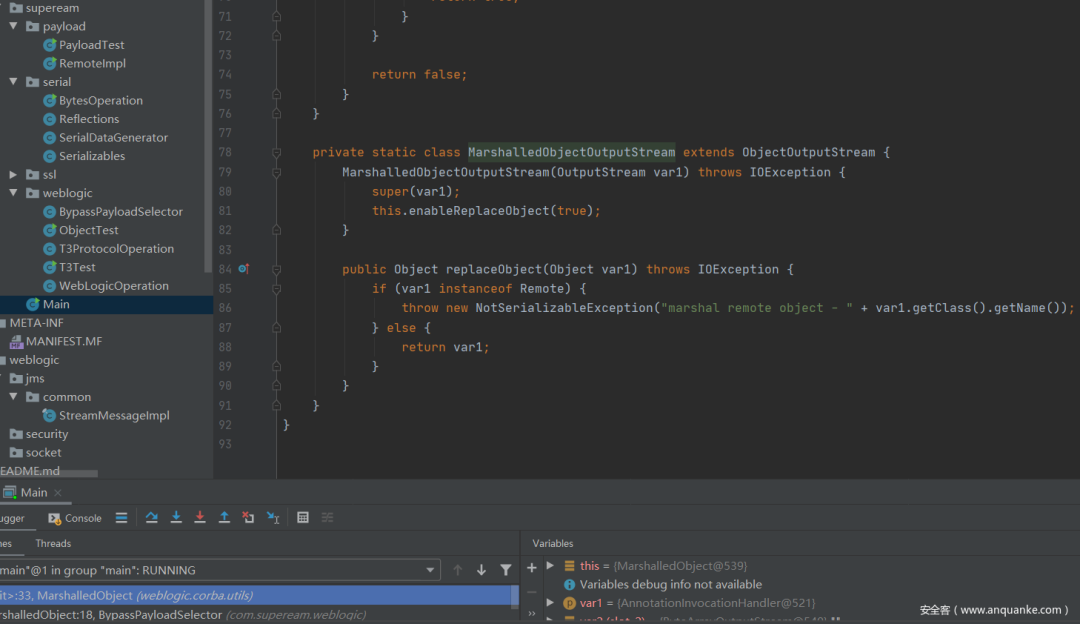 supeream
payload
PayloadTest
RemoteImpl
serial
BytesOperation
Reflections
SerialDataGenerator
Serializables
ssl
weblogic
BypassPayloadSelector
ObjectTest
T3ProtocolOperation
T3Test
WebLogicOperation
Main
META-INF
MANIFEST.MF
weblogic
jms
common
StreamMessageImpl
security
socket
EADME.md
71 }
72 }
73
74 return false;
75 }
76 }
77
78 private static class MarshalledObjectOutputStream extends ObjectOutputStream {
79 MarshalledObjectOutputStream(OutputStream var1) throws IOException {
80 super(var1);
81 this.enableReplaceObject(true);
82 }
83
84 public Object replaceObject(Object var1) throws IOException {
85 if (var1 instanceof Remote) {
86 throw new NotSerializableException("marshal remote object - " + var1.getClass().getName());
87 } else {
88 return var1;
89 }
90 }
91 }
92 }
93
Main ×
ugger Console
nes Threads
main"@1 in group "main": RUNNING
it>:33, MarshalledObject (weblogic.corba.utils)
rshalledObject:18, BypassPayloadSelector (com.supeream.weblogic)
Variables
this = {MarshalledObject@539}
Variables debug info not available
var1 = {AnnotationInvocationHandler@521}
安全客（www.anquanke.com）